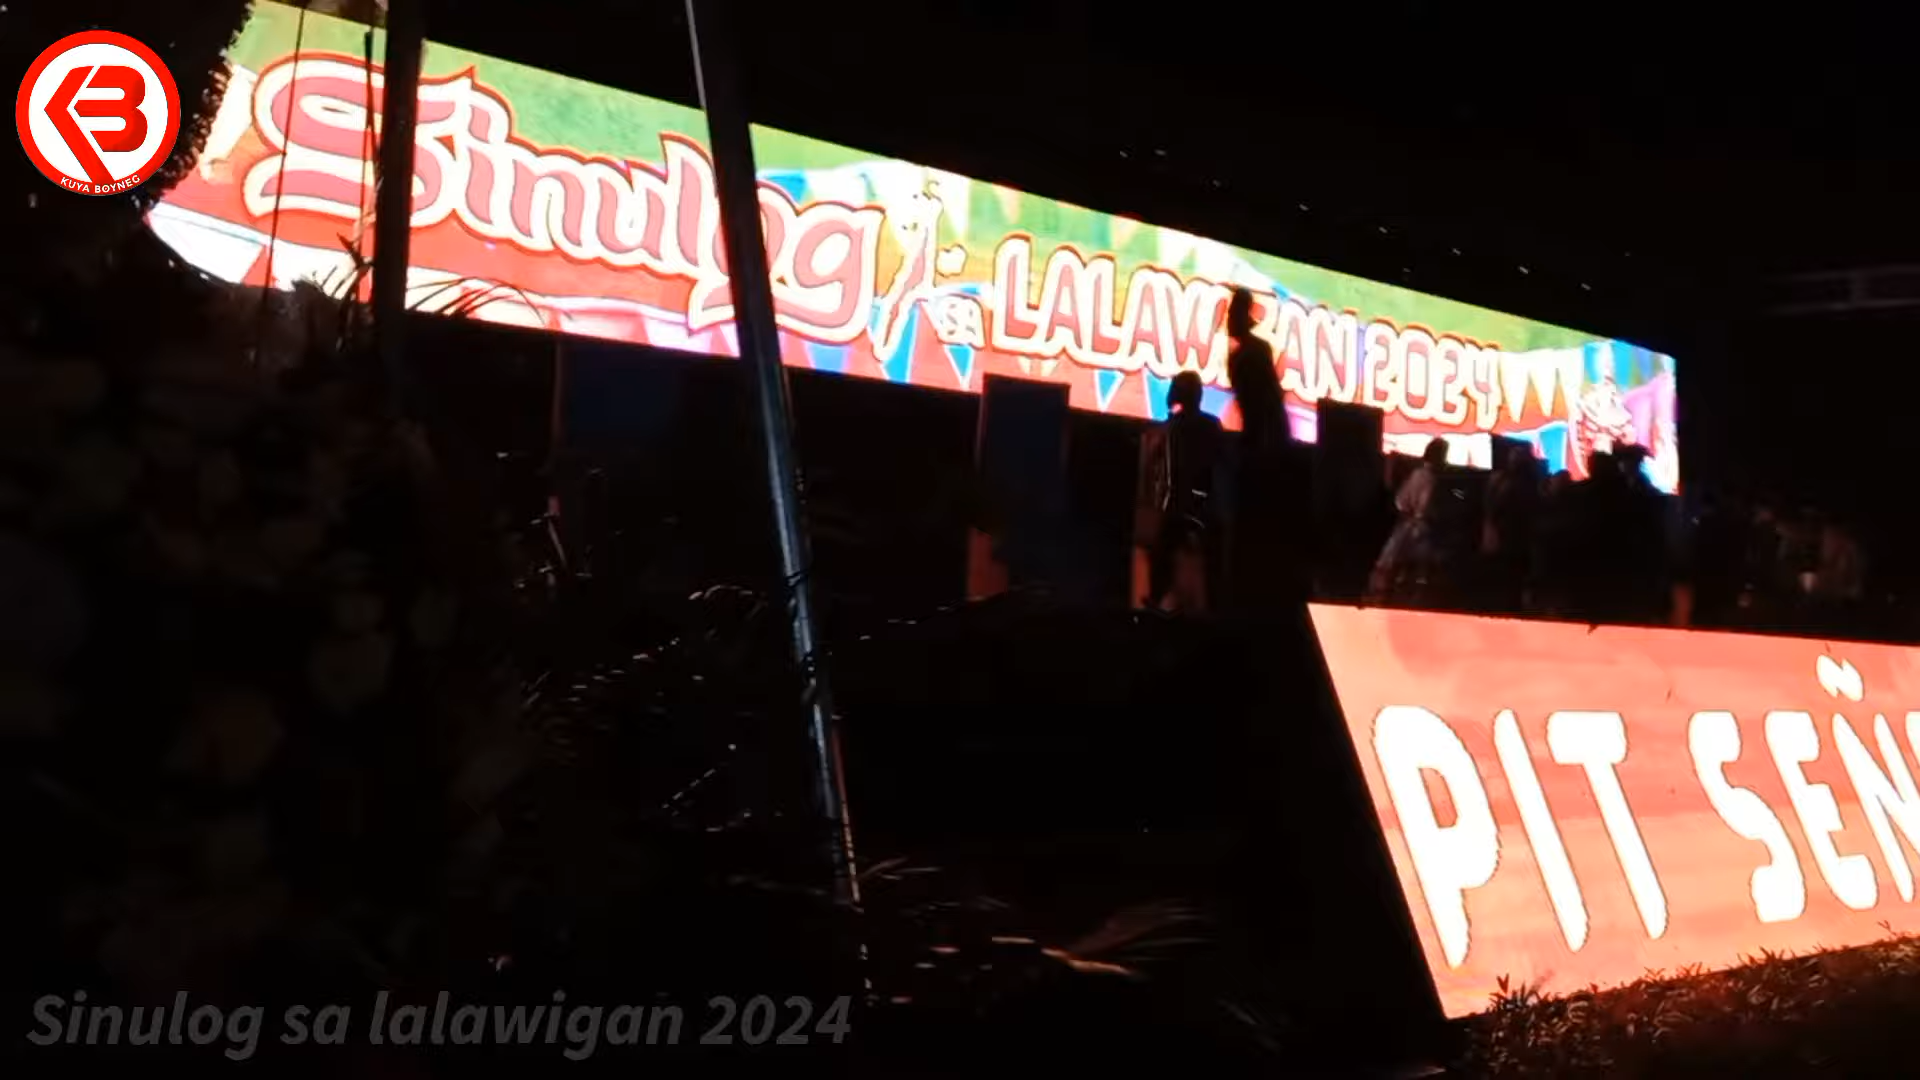 KUYA BOYNEG
Sinulog
sa LALAWIGAN 2024
PIT SEÑ
Sinulog sa lalawigan 2024